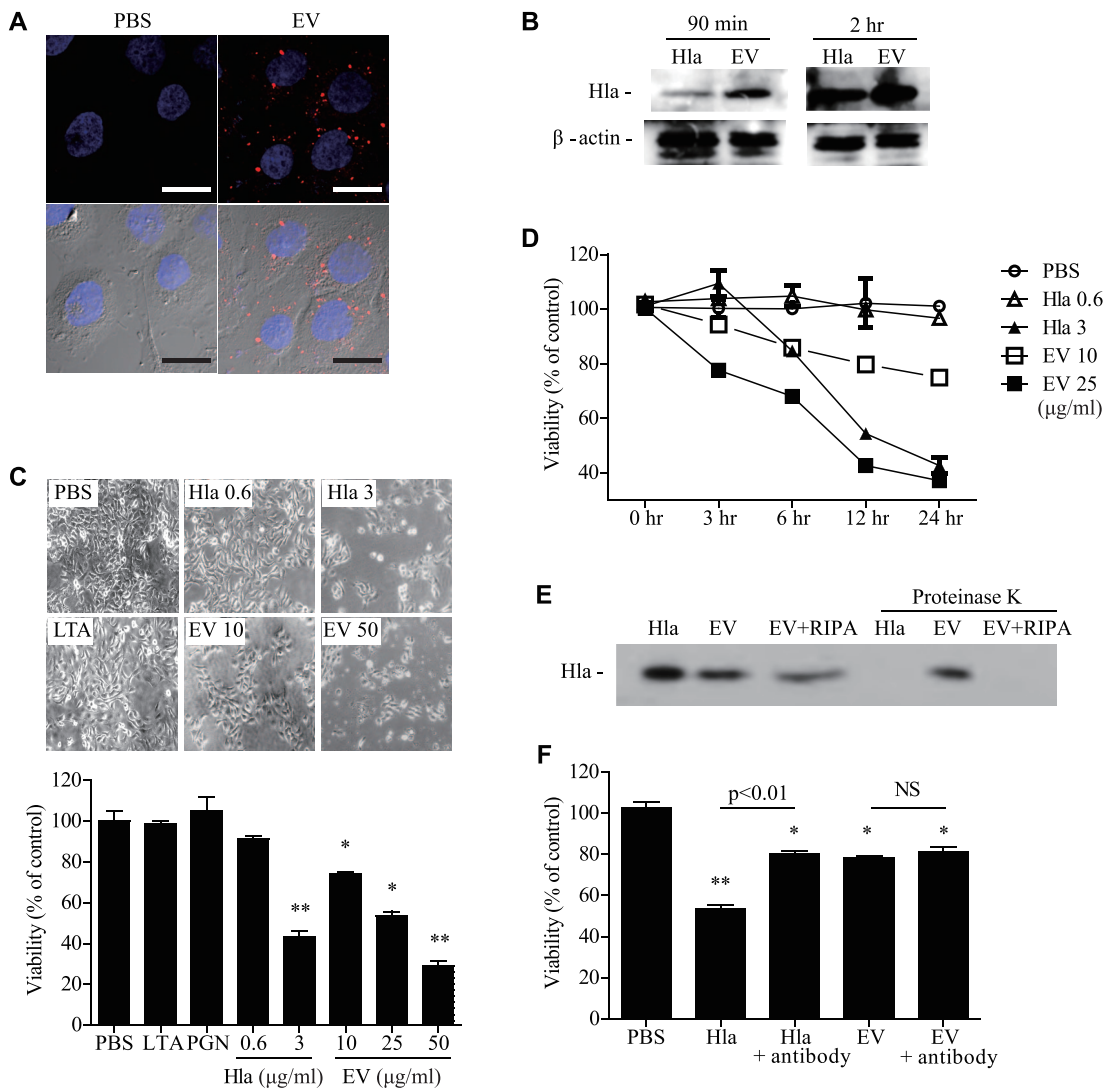 A
PBS EV
B
90 min 2 hr
Hla EV Hla EV
Hla -
β -actin -
C
PBS Hla 0.6 Hla 3
LTA EV 10 EV 50
Viability (% of control)
120
100
80
60
40
20
0
PBS LTA PGN 0.6 3 10 25 50
Hla (µg/ml) EV (µg/ml)
* ** * **
D
Viability (% of control)
120
100
80
60
40
0 hr 3 hr 6 hr 12 hr 24 hr
PBS
Hla 0.6
Hla 3
EV 10
EV 25
(µg/ml)
E
Proteinase K
Hla EV EV+RIPA Hla EV EV+RIPA
Hla -
F
Viability (% of control)
120
100
80
60
40
20
0
p<0.01 NS
** * * *
PBS Hla Hla EV EV
+ antibody + antibody